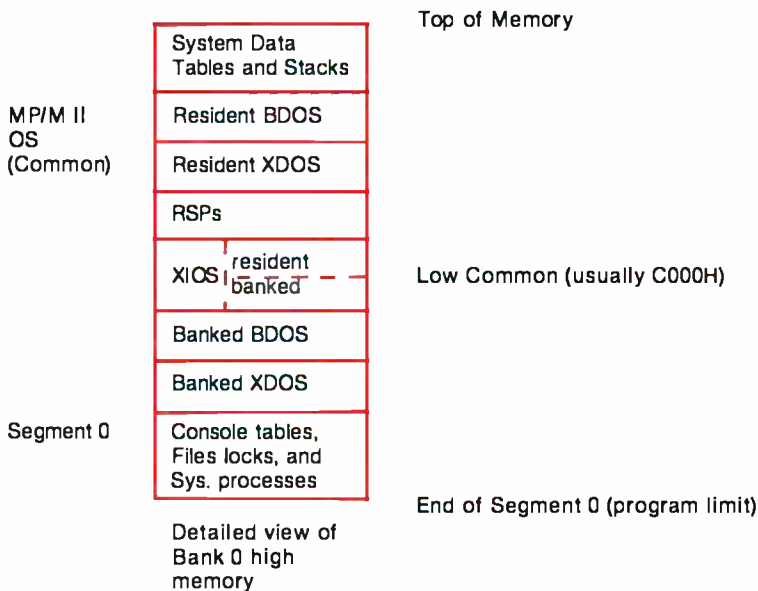 Top of Memory
System Data
Tables and Stacks
MP/M II
OS
(Common)
Resident BDOS
Resident XDOS
RSPs
XIOS
resident
banked
Low Common (usually C000H)
Banked BDOS
Banked XDOS
Segment 0
Console tables,
Files locks, and
Sys. processes
End of Segment 0 (program limit)
Detailed view of
Bank 0 high
memory